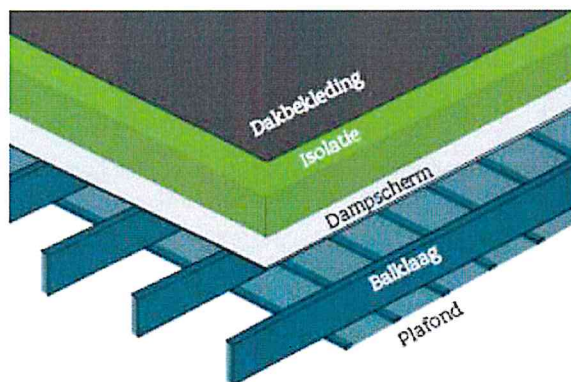 Dakbekleding
Isolatie
Dampscherm
Balklaag
Plafond